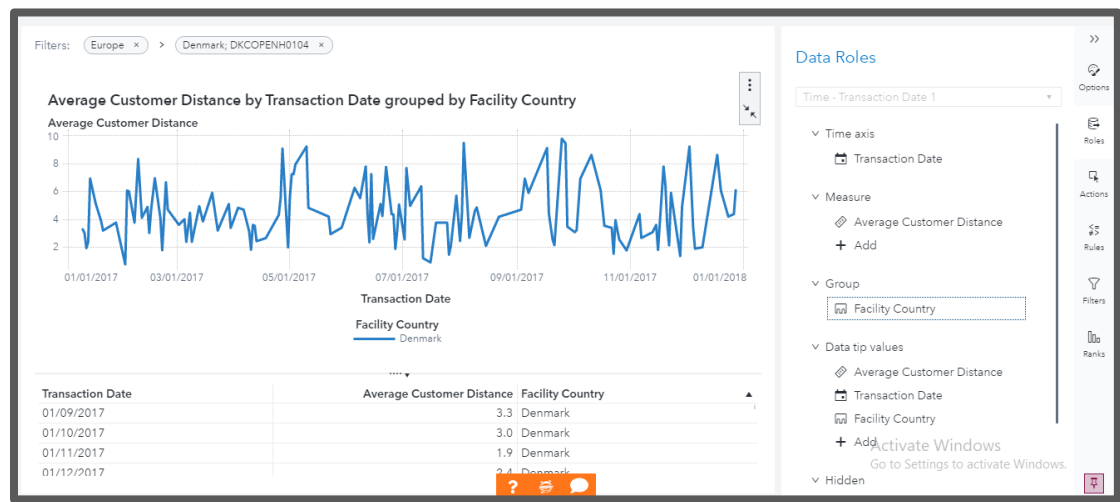 Filters: Europe × > Denmark; DKCOPENH0104 ×
Average Customer Distance by Transaction Date grouped by Facility Country
Average Customer Distance
10
8
6
4
2
01/01/2017 03/01/2017 05/01/2017 07/01/2017 09/01/2017 11/01/2017 01/01/2018
Transaction Date
Facility Country
Denmark
Transaction Date Average Customer Distance Facility Country
01/09/2017 3.3 Denmark
01/10/2017 3.0 Denmark
01/11/2017 1.9 Denmark
01/12/2017 2.4 Denmark
?
Data Roles
Time - Transaction Date 1
Time axis
Transaction Date
Measure
Average Customer Distance
+ Add
Group
Facility Country
Data tip values
Average Customer Distance
Transaction Date
Facility Country
+ Add
Hidden
Activate Windows
Go to Settings to activate Windows.
Options
Roles
Actions
Rules
Filters
Ranks